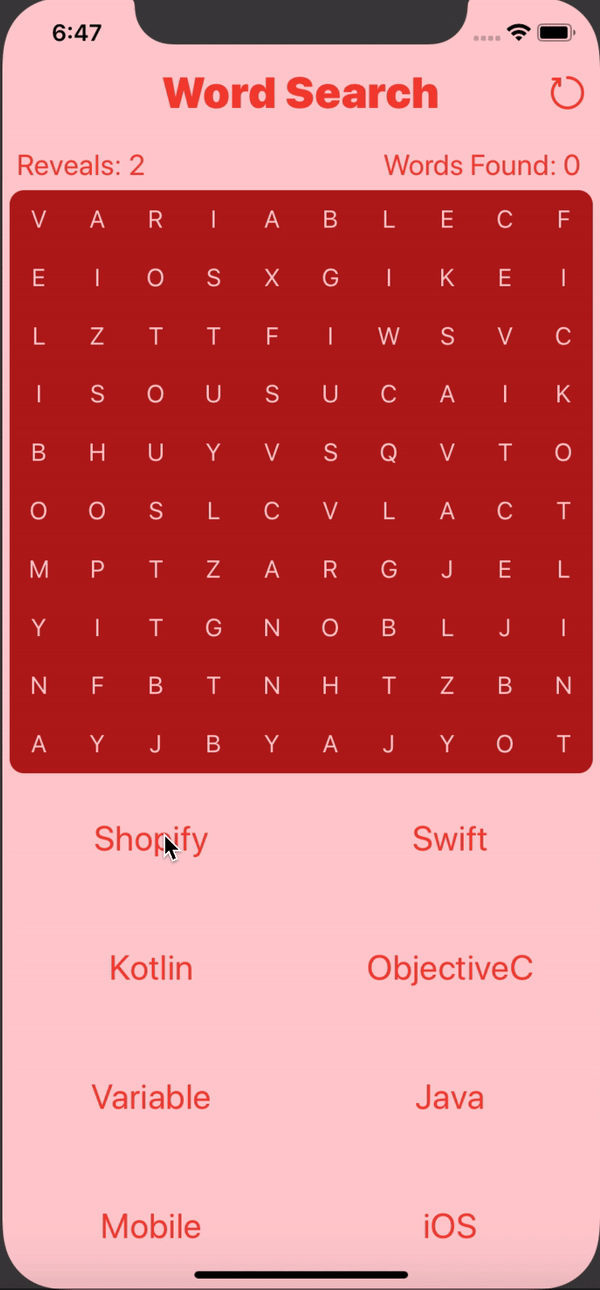 6:47
Word Search
Reveals: 2 Words Found: 0
V A R I A B L E C F
E I O S X G I K E I
L Z T T F I W S V C
I S O U S U C A I K
B H U Y V S Q V T O
O O S L C V L A C T
M P T Z A R G J E L
Y I T G N O B L J I
N F B T N H T Z B N
A Y J B Y A J Y O T
Shopify Swift
Kotlin ObjectiveC
Variable Java
Mobile iOS